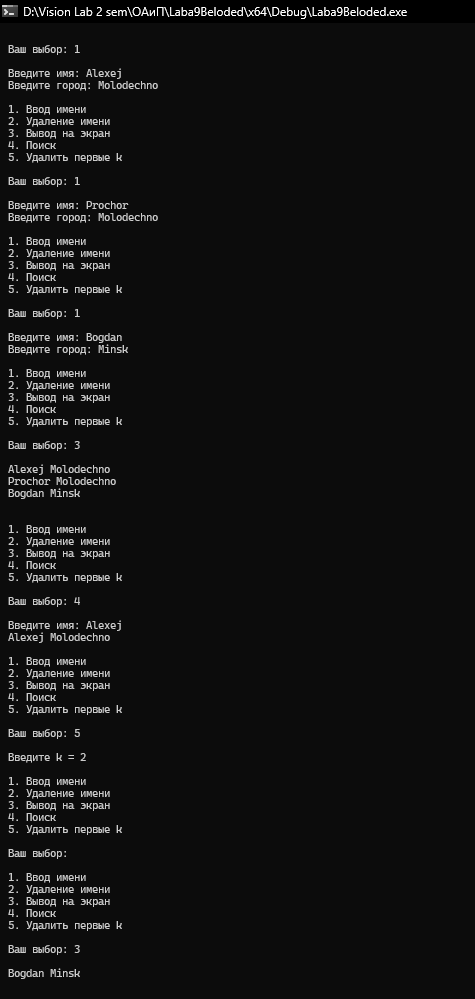 D:\Vision Lab 2 sem\ОАиП\Laba9Beloded\x64\Debug\Laba9Beloded.exe
Ваш выбор: 1
Введите имя: Alexej
Введите город: Molodechno
1. Ввод имени
2. Удаление имени
3. Вывод на экран
4. Поиск
5. Удалить первые k
Ваш выбор: 1
Введите имя: Prochor
Введите город: Molodechno
1. Ввод имени
2. Удаление имени
3. Вывод на экран
4. Поиск
5. Удалить первые k
Ваш выбор: 1
Введите имя: Bogdan
Введите город: Minsk
1. Ввод имени
2. Удаление имени
3. Вывод на экран
4. Поиск
5. Удалить первые k
Ваш выбор: 3
Alexej Molodechno
Prochor Molodechno
Bogdan Minsk
1. Ввод имени
2. Удаление имени
3. Вывод на экран
4. Поиск
5. Удалить первые k
Ваш выбор: 4
Введите имя: Alexej
Alexej Molodechno
1. Ввод имени
2. Удаление имени
3. Вывод на экран
4. Поиск
5. Удалить первые k
Ваш выбор: 5
Введите k = 2
1. Ввод имени
2. Удаление имени
3. Вывод на экран
4. Поиск
5. Удалить первые k
Ваш выбор:
1. Ввод имени
2. Удаление имени
3. Вывод на экран
4. Поиск
5. Удалить первые k
Ваш выбор: 3
Bogdan Minsk